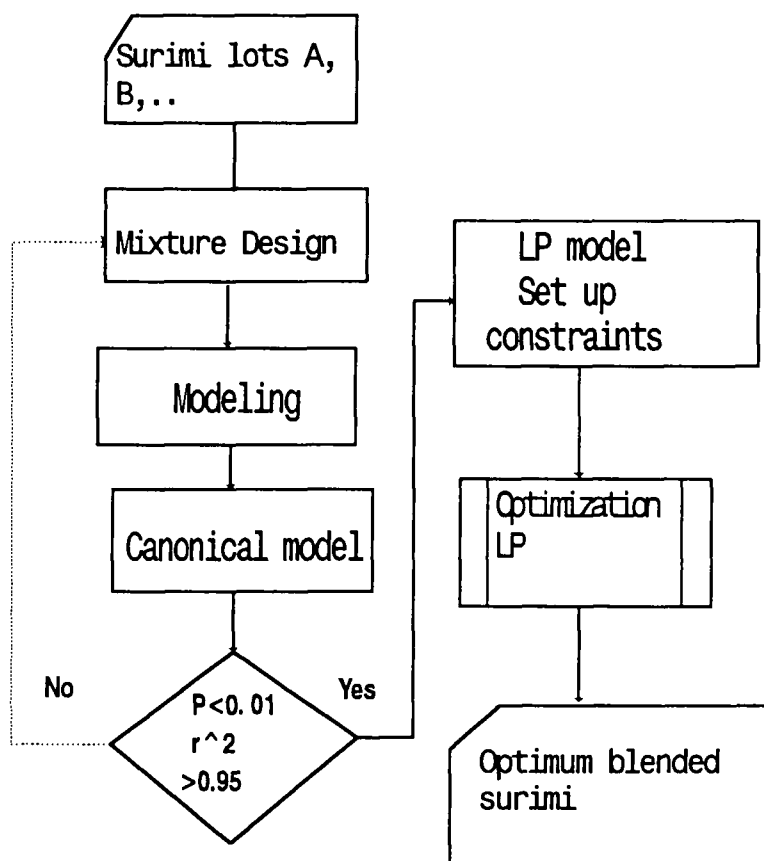 Surimi lots A,
B,..
Mixture Design
Modeling
Canonical model
No
Yes
P<0.01
r^2
>0.95
LP model
Set up
constraints
Optimization
LP
Optimum blended
surimi